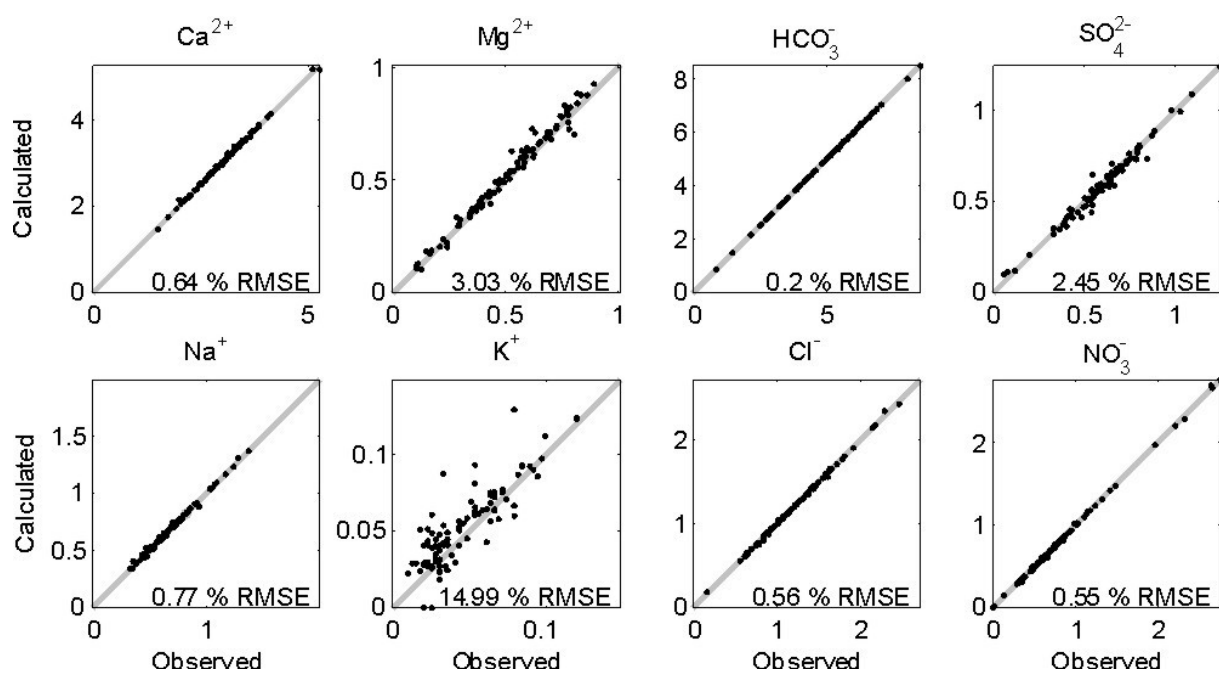 Ca²⁺ Mg²⁺ HCO₃⁻ SO₄²⁻
Calculated
4
2
0
0 5
0.64 % RMSE
1
0.5
0
0 0.5 1
3.03 % RMSE
8
6
4
2
0
0 5
0.2 % RMSE
1
0.5
0
0 0.5 1
2.45 % RMSE
Na⁺ K⁺ Cl⁻ NO₃⁻
Calculated
1.5
1
0.5
0
0 1
0.77 % RMSE
Observed
0.1
0.05
0
0 0.1
14.99 % RMSE
Observed
2
1
0
0 1 2
0.56 % RMSE
Observed
2
1
0
0 1 2
0.55 % RMSE
Observed